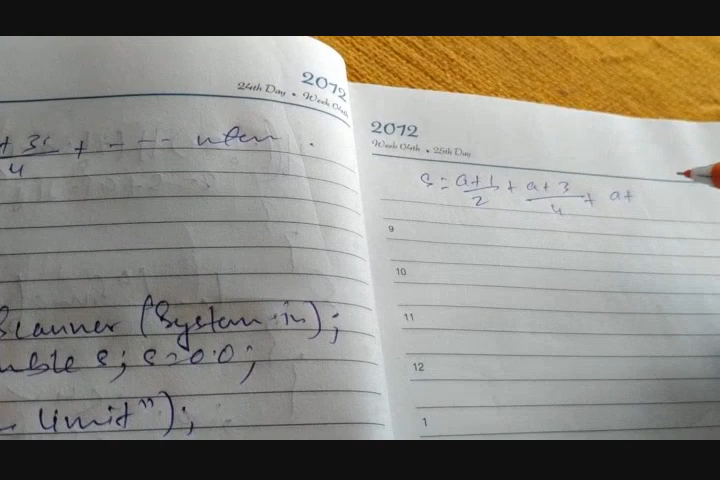 2012
24th Day • Week 04th
+ 3 / 4 + - - - - nterm .
Scanner (System.in);
uble s; s=0.0;
limit");
2012
Week 04th • 25th Day
s = a+1 / 2 + a+3 / 4 + a+
9
10
11
12
1